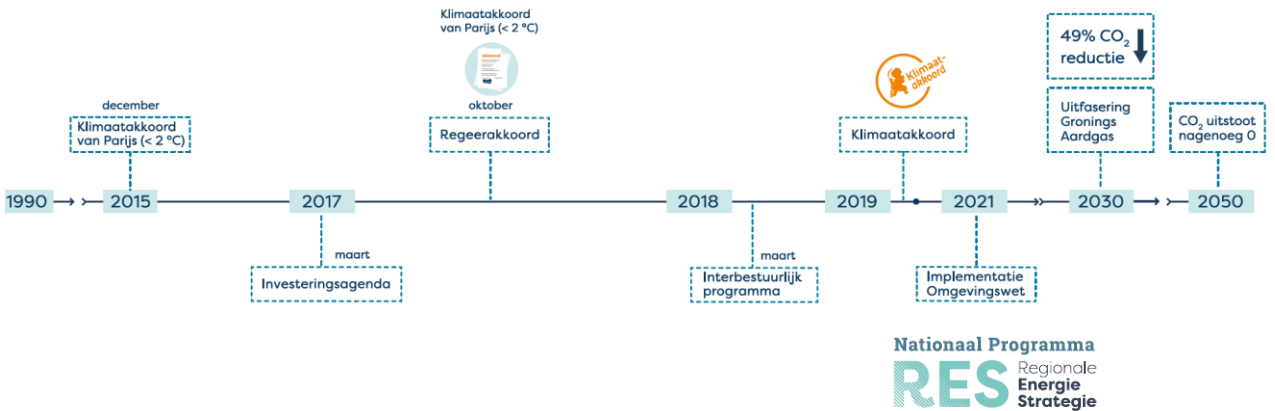 Klimaatakkoord
van Parijs (< 2 °C)
Akkoord
oktober
Regeerakkoord
december
Klimaatakkoord
van Parijs (< 2 °C)
Klimaat-
akkoord
Klimaatakkoord
49% CO₂
reductie
Uitfasering
Gronings
Aardgas
CO₂ uitstoot
nagenoeg 0
1990
2015
2017
2018
2019
2021
2030
2050
maart
Investeringsagenda
maart
Interbestuurlijk
programma
Implementatie
Omgevingswet
Nationaal Programma
RES
Regionale
Energie
Strategie